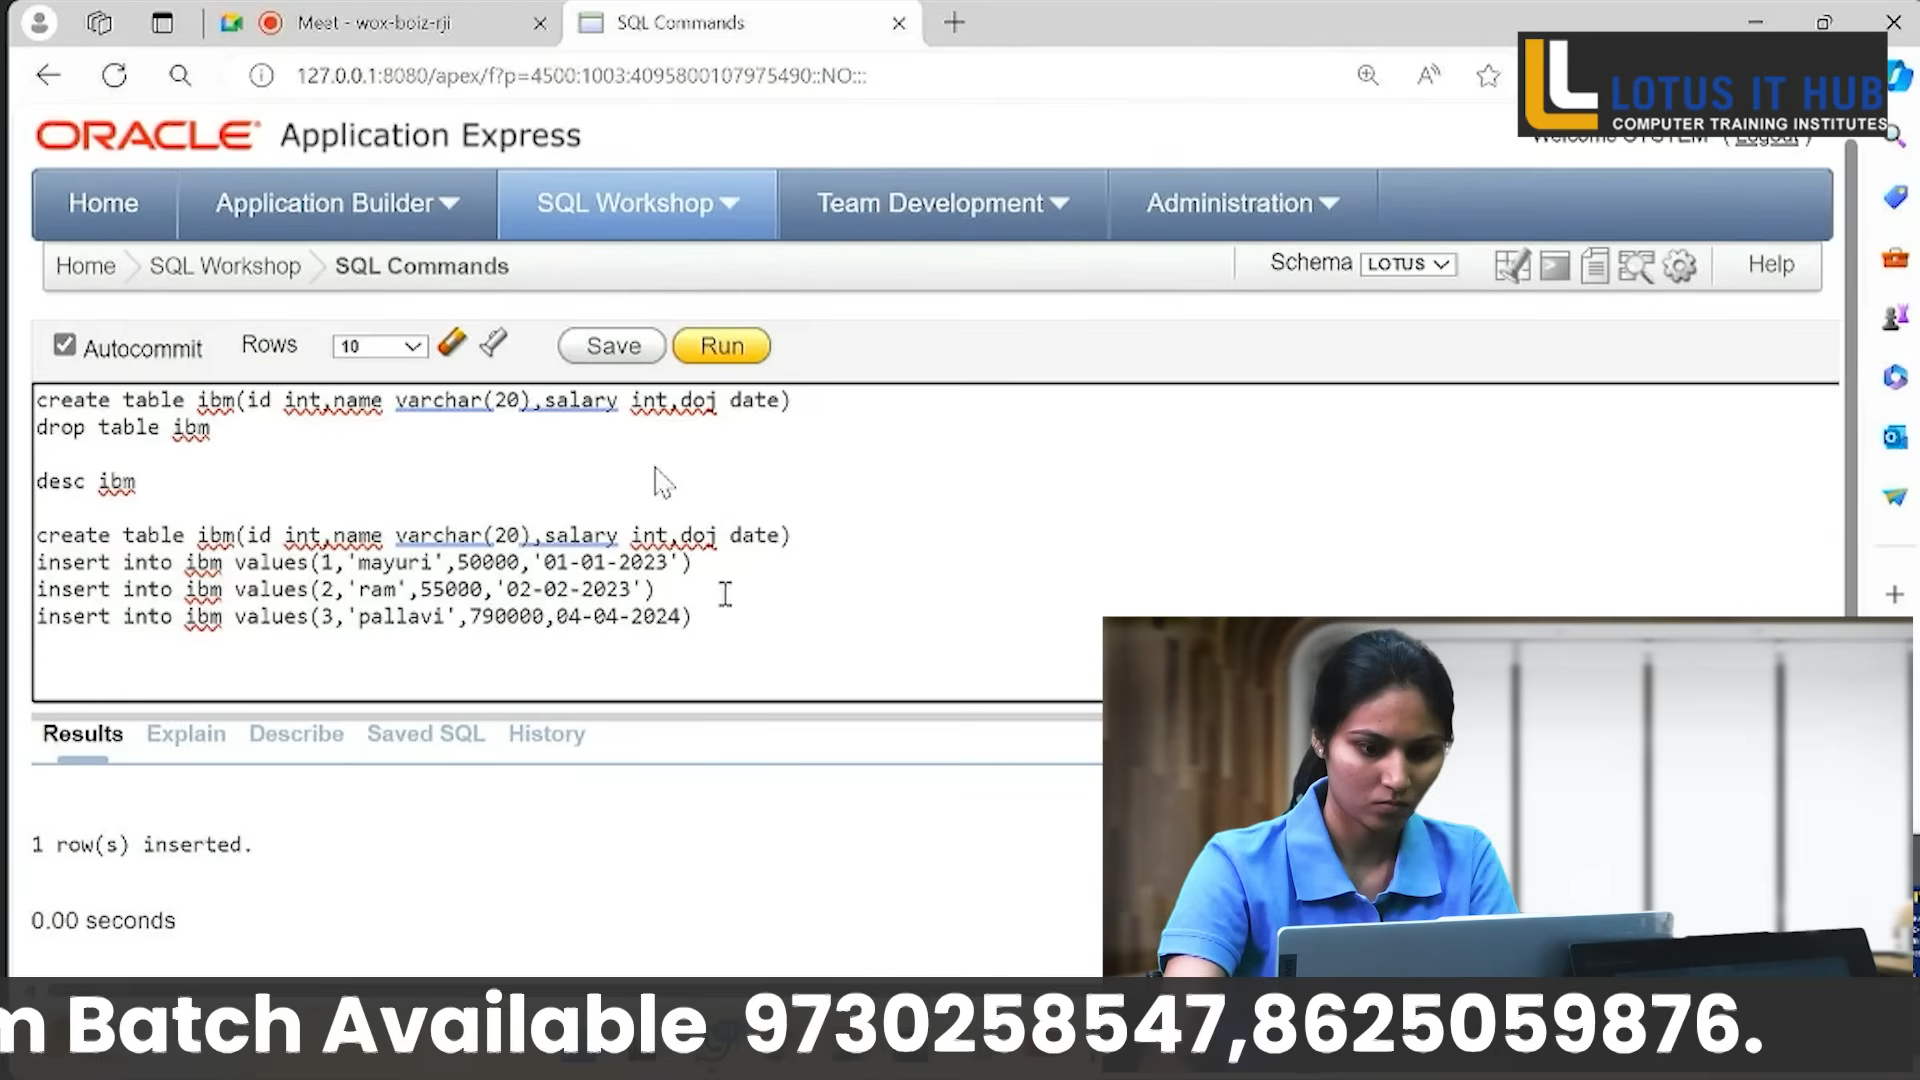 Meet - wox-boiz-rji
SQL Commands
127.0.0.1:8080/apex/f?p=4500:1003:4095800107975490::NO:::
LOTUS IT HUB
COMPUTER TRAINING INSTITUTES
ORACLE Application Express
Welcome SYSTEM ( Logout )
Home Application Builder SQL Workshop Team Development Administration
Home SQL Workshop SQL Commands Schema LOTUS Help
Autocommit Rows 10 Save Run
create table ibm(id int,name varchar(20),salary int,doj date)
drop table ibm
desc ibm
create table ibm(id int,name varchar(20),salary int,doj date)
insert into ibm values(1,'mayuri',50000,'01-01-2023')
insert into ibm values(2,'ram',55000,'02-02-2023')
insert into ibm values(3,'pallavi',790000,04-04-2024)
Results Explain Describe Saved SQL History
1 row(s) inserted.
0.00 seconds
m Batch Available 9730258547,8625059876.